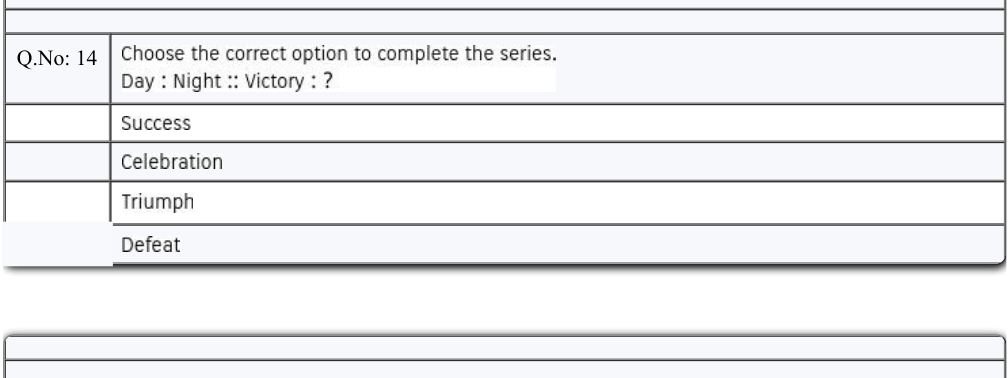 Q.No: 14
Choose the correct option to complete the series.
Day : Night :: Victory : ?
Success
Celebration
Triumph
Defeat